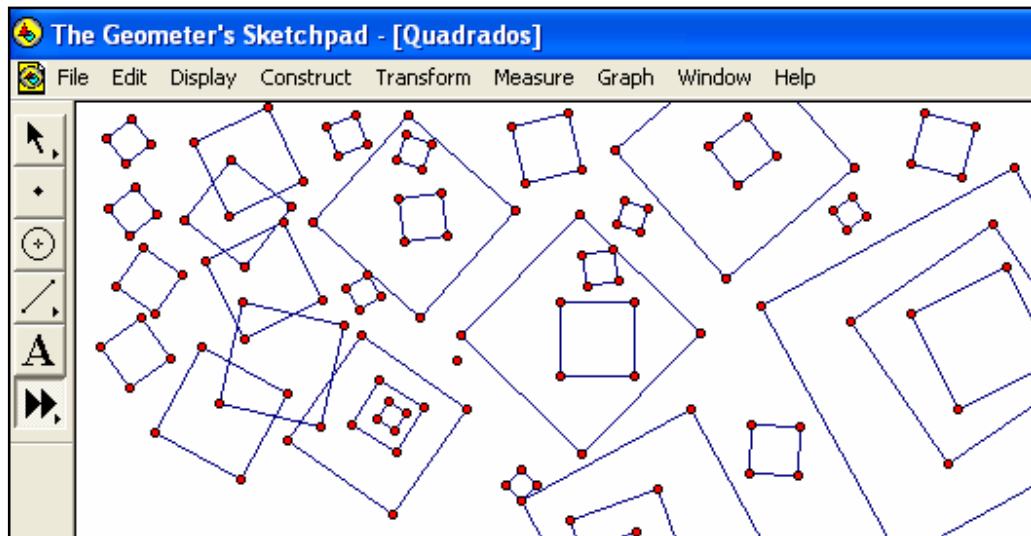 The Geometer's Sketchpad - [Quadrados]
File Edit Display Construct Transform Measure Graph Window Help
A